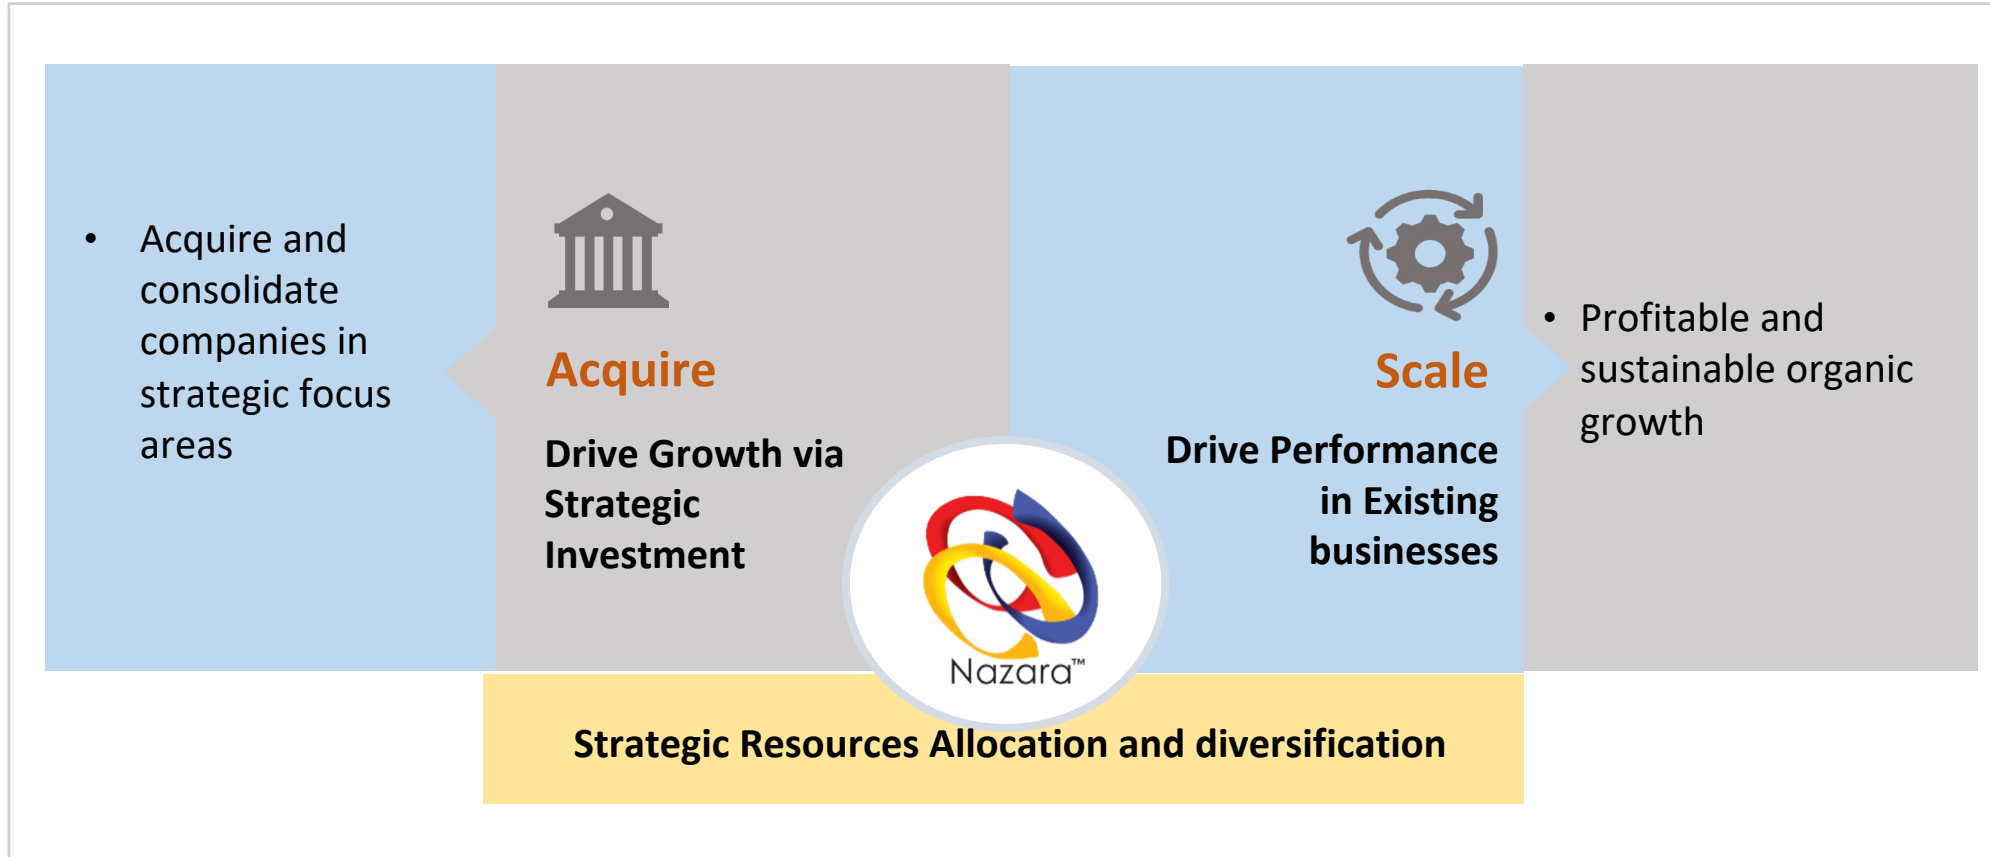 • Acquire and
consolidate
companies in
strategic focus
areas
Acquire
Drive Growth via
Strategic
Investment
Scale
Drive Performance
in Existing
businesses
• Profitable and
sustainable organic
growth
Nazara™
Strategic Resources Allocation and diversification